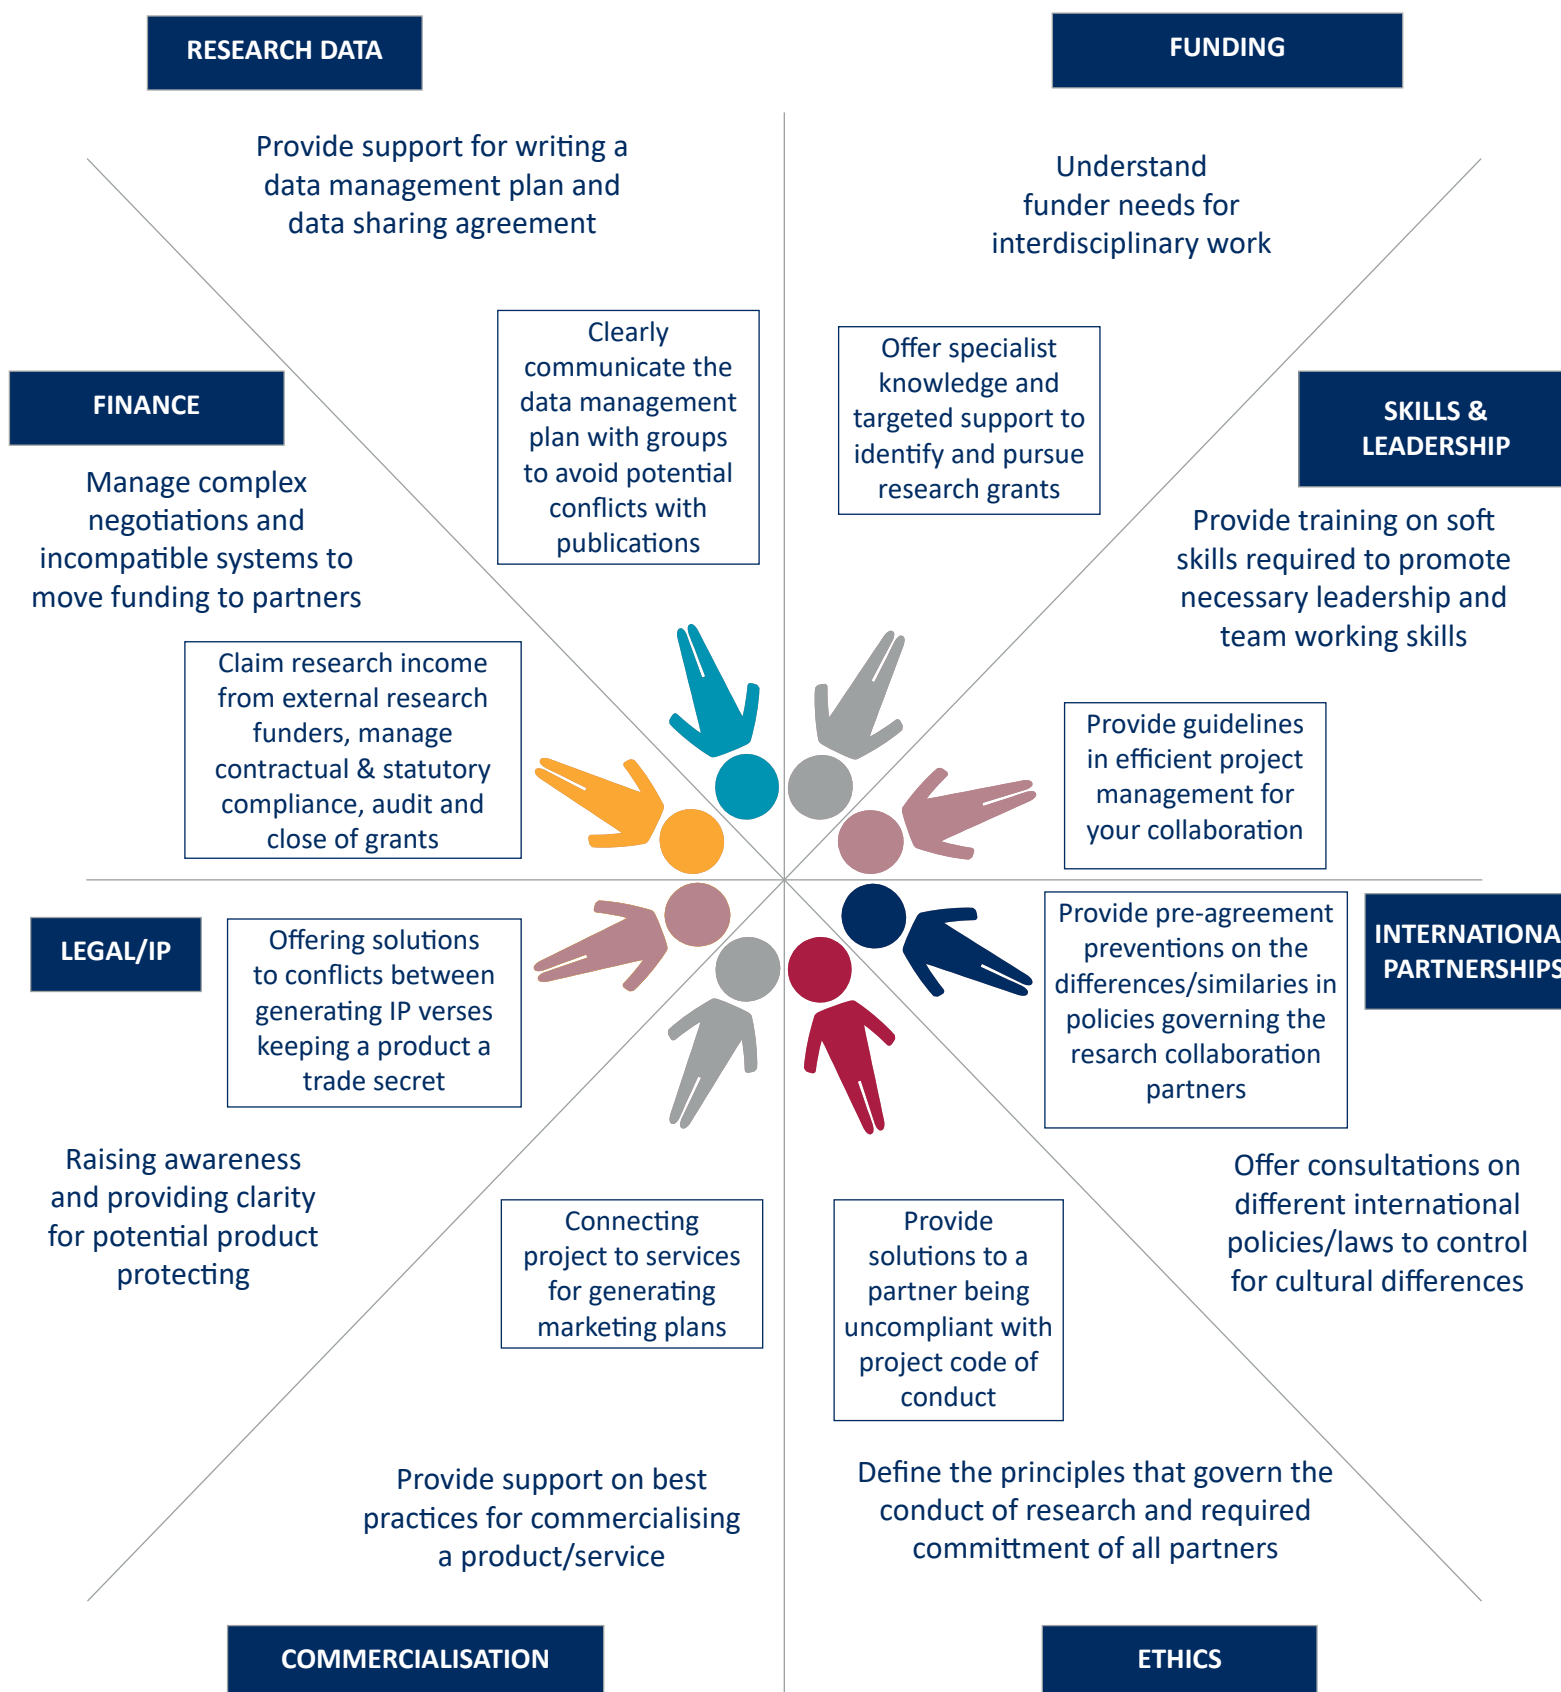 RESEARCH DATA
Provide support for writing a
data management plan and
data sharing agreement
Clearly
communicate the
data management
plan with groups
to avoid potential
conflicts with
publications
FUNDING
Understand
funder needs for
interdisciplinary work
Offer specialist
knowledge and
targeted support to
identify and pursue
research grants
FINANCE
Manage complex
negotiations and
incompatible systems to
move funding to partners
Claim research income
from external research
funders, manage
contractual & statutory
compliance, audit and
close of grants
SKILLS &
LEADERSHIP
Provide training on soft
skills required to promote
necessary leadership and
team working skills
Provide guidelines
in efficient project
management for
your collaboration
LEGAL/IP
Offering solutions
to conflicts between
generating IP verses
keeping a product a
trade secret
Raising awareness
and providing clarity
for potential product
protecting
Provide pre-agreement
preventions on the
differences/similaries in
policies governing the
resarch collaboration
partners
INTERNATIONA
PARTNERSHIPS
Offer consultations on
different international
policies/laws to control
for cultural differences
Connecting
project to services
for generating
marketing plans
Provide support on best
practices for commercialising
a product/service
COMMERCIALISATION
Provide
solutions to a
partner being
uncompliant with
project code of
conduct
Define the principles that govern the
conduct of research and required
committment of all partners
ETHICS